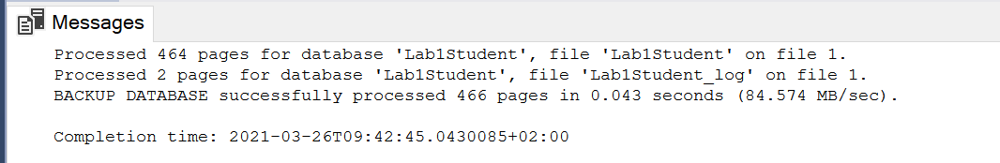 Messages
Processed 464 pages for database 'Lab1Student', file 'Lab1Student' on file 1.
Processed 2 pages for database 'Lab1Student', file 'Lab1Student_log' on file 1.
BACKUP DATABASE successfully processed 466 pages in 0.043 seconds (84.574 MB/sec).
Completion time: 2021-03-26T09:42:45.0430085+02:00